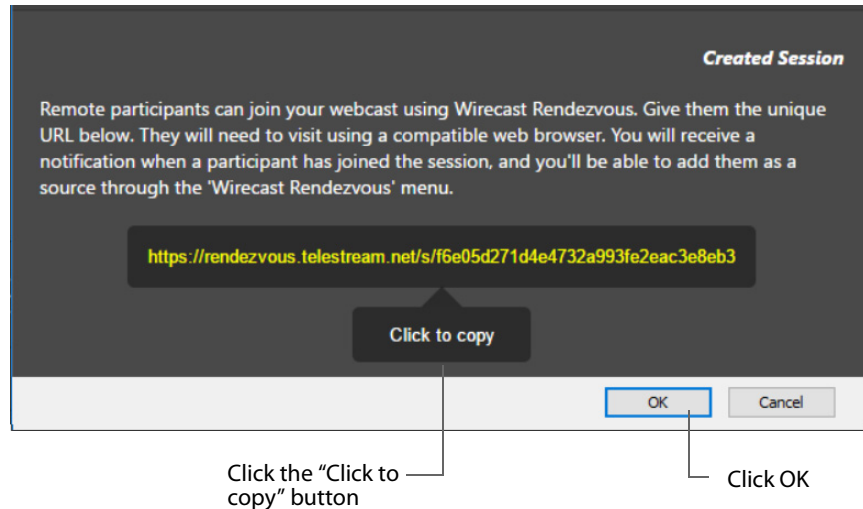 Created Session
Remote participants can join your webcast using Wirecast Rendezvous. Give them the unique
URL below. They will need to visit using a compatible web browser. You will receive a
notification when a participant has joined the session, and you'll be able to add them as a
source through the 'Wirecast Rendezvous' menu.
https://rendezvous.telestream.net/s/f6e05d271d4e4732a993fe2eac3e8eb3
Click to copy
OK
Cancel
Click the “Click to
copy” button
Click OK